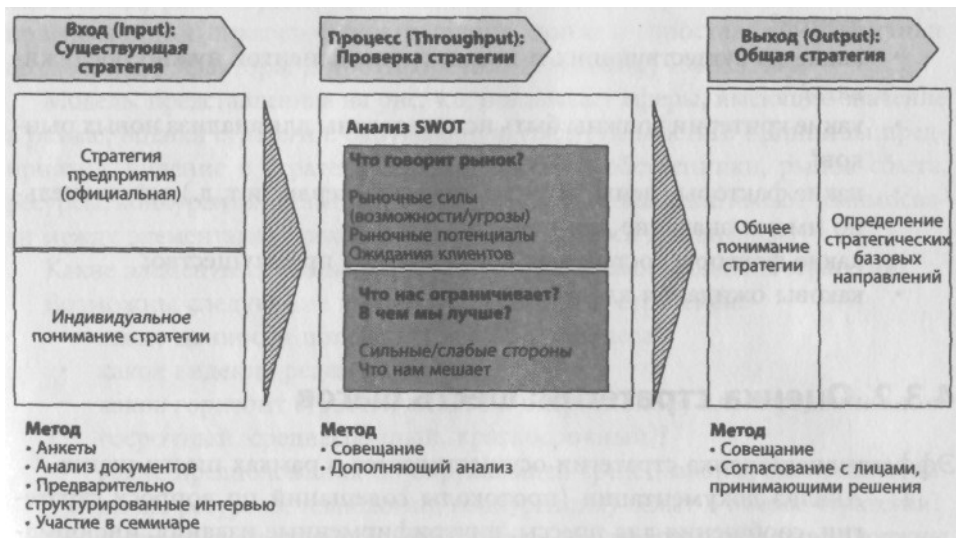 Вход (Input):
Существующая
стратегия
Процесс (Throughput):
Проверка стратегии
Выход (Output):
Общая стратегия
Стратегия
предприятия
(официальная)
Индивидуальное
понимание стратегии
Анализ SWOT
Что говорит рынок?
Рыночные силы
(возможности/угрозы)
Рыночные потенциалы
Ожидания клиентов
Что нас ограничивает?
В чем мы лучше?
Сильные/слабые стороны
Что нам мешает
Общее
понимание
стратегии
Определение
стратегических
базовых
направлений
Метод
• Анкеты
• Анализ документов
• Предварительно
структурированные интервью
• Участие в семинаре
Метод
• Совещание
• Дополняющий анализ
Метод
• Совещание
• Согласование с лицами,
принимающими решения